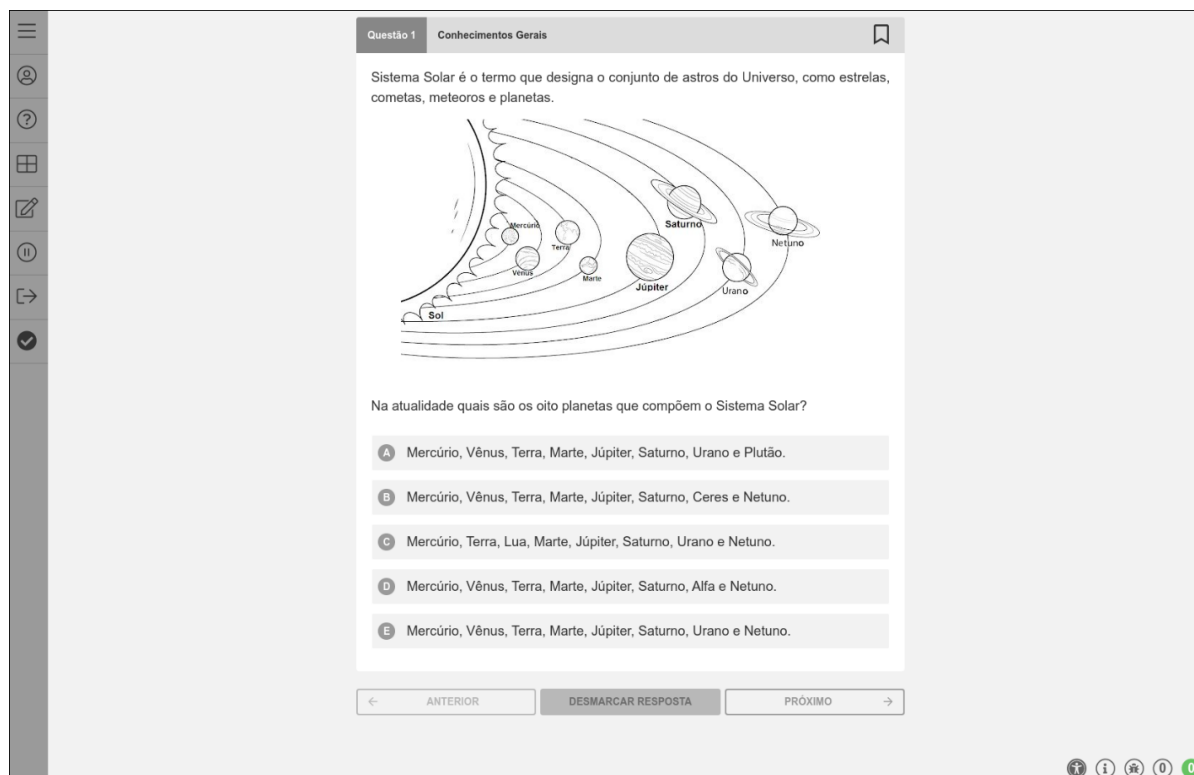 Questão 1 Conhecimentos Gerais
Sistema Solar é o termo que designa o conjunto de astros do Universo, como estrelas,
cometas, meteoros e planetas.
Saturno
Mercúrio
Netuno
Terra
Vênus
Marte
Júpiter
Urano
Sol
Na atualidade quais são os oito planetas que compõem o Sistema Solar?
A Mercúrio, Vênus, Terra, Marte, Júpiter, Saturno, Urano e Plutão.
B Mercúrio, Vênus, Terra, Marte, Júpiter, Saturno, Ceres e Netuno.
C Mercúrio, Terra, Lua, Marte, Júpiter, Saturno, Urano e Netuno.
D Mercúrio, Vênus, Terra, Marte, Júpiter, Saturno, Alfa e Netuno.
E Mercúrio, Vênus, Terra, Marte, Júpiter, Saturno, Urano e Netuno.
← ANTERIOR DESMARCAR RESPOSTA PRÓXIMO →
0 0